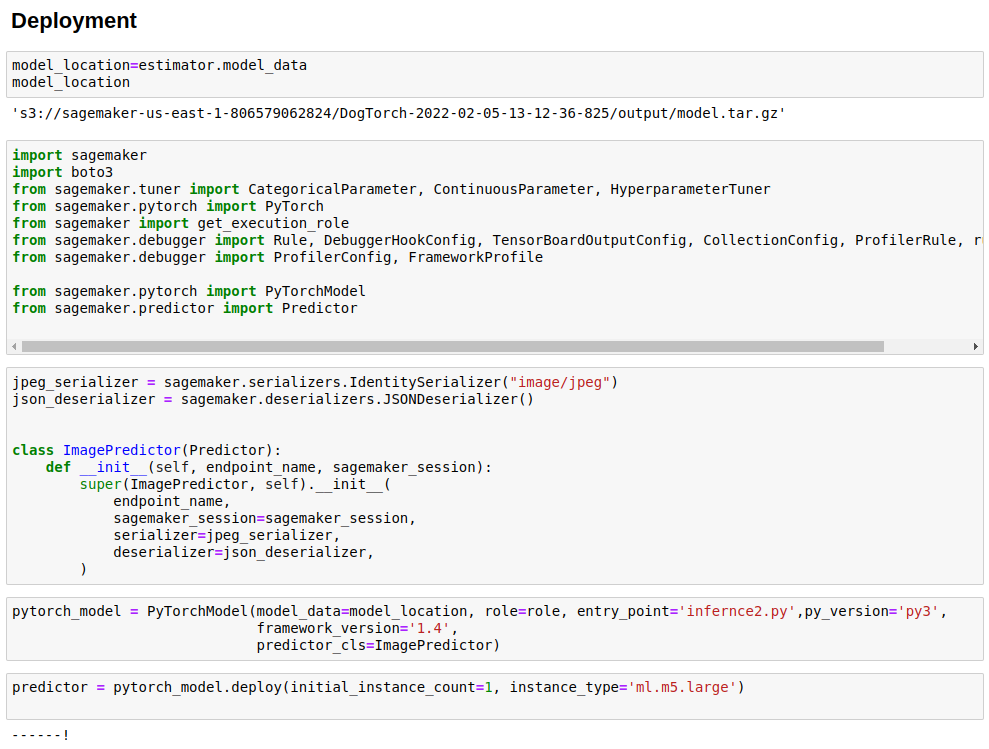 Deployment
model_location=estimator.model_data
model_location
's3://sagemaker-us-east-1-806579062824/DogTorch-2022-02-05-13-12-36-825/output/model.tar.gz'
import sagemaker
import boto3
from sagemaker.tuner import CategoricalParameter, ContinuousParameter, HyperparameterTuner
from sagemaker.pytorch import PyTorch
from sagemaker import get_execution_role
from sagemaker.debugger import Rule, DebuggerHookConfig, TensorBoardOutputConfig, CollectionConfig, ProfilerRule,
from sagemaker.debugger import ProfilerConfig, FrameworkProfile
from sagemaker.pytorch import PyTorchModel
from sagemaker.predictor import Predictor
jpeg_serializer = sagemaker.serializers.IdentitySerializer("image/jpeg")
json_deserializer = sagemaker.deserializers.JSONDeserializer()
class ImagePredictor(Predictor):
    def __init__(self, endpoint_name, sagemaker_session):
        super(ImagePredictor, self).__init__(
            endpoint_name,
            sagemaker_session=sagemaker_session,
            serializer=jpeg_serializer,
            deserializer=json_deserializer,
        )
pytorch_model = PyTorchModel(model_data=model_location, role=role, entry_point='infernce2.py',py_version='py3',
                             framework_version='1.4',
                             predictor_cls=ImagePredictor)
predictor = pytorch_model.deploy(initial_instance_count=1, instance_type='ml.m5.large')
------!